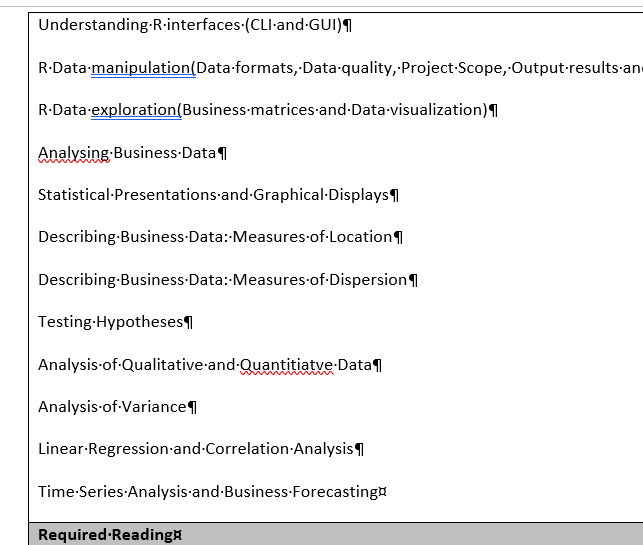 Understanding R interfaces (CLI and GUI)¶
R Data manipulation(Data formats, Data quality, Project Scope, Output results an
R Data exploration(Business matrices and Data visualization)¶
Analysing Business Data¶
Statistical Presentations and Graphical Displays¶
Describing Business Data: Measures of Location¶
Describing Business Data: Measures of Dispersion¶
Testing Hypotheses¶
Analysis of Qualitative and Quantitiatve Data¶
Analysis of Variance¶
Linear Regression and Correlation Analysis¶
Time Series Analysis and Business Forecasting¤
Required Reading¤